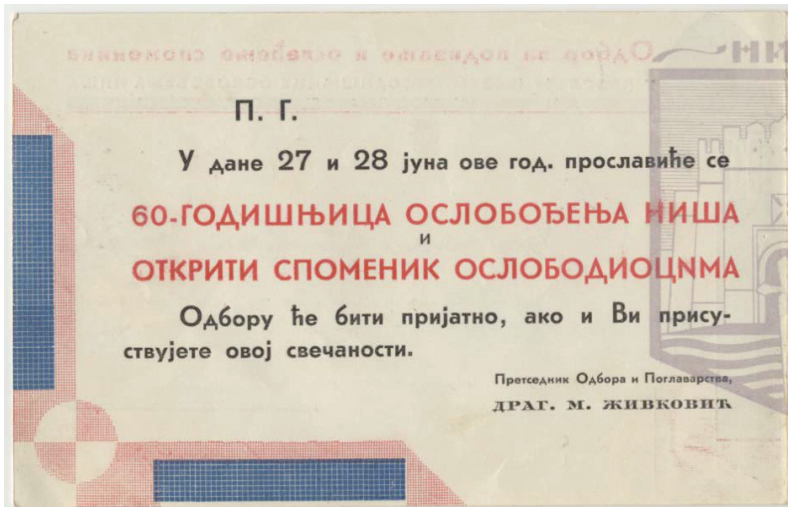 П. Г.
У дане 27 и 28 јуна ове год. прославиће се
60-ГОДИШЊИЦА ОСЛОБОЂЕЊА НИША
и
ОТКРИТИ СПОМЕНИК ОСЛОБОДИОЦИМА
Одбору ће бити пријатно, ако и Ви прису-
ствујете овој свечаности.
Претседник Одбора и Поглаварства,
ДРАГ. М. ЖИВКОВИЋ